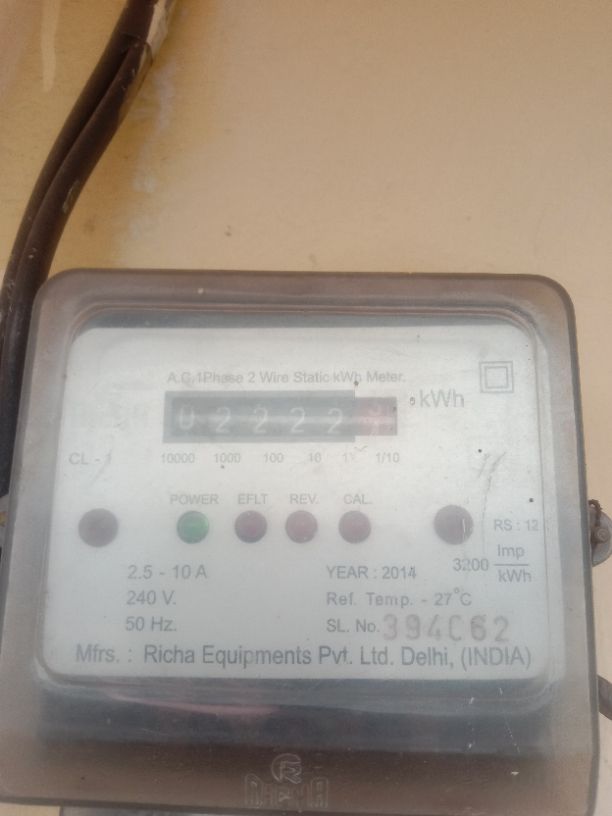 A.C.1Phase 2 Wire Static kWh Meter.
0 2 2 2 2
kWh
CL - 1
10000 1000 100 10 1 1/10
POWER EFLT REV. CAL.
RS : 12
3200 Imp/kWh
2.5 - 10 A
YEAR : 2014
240 V.
Ref. Temp. - 27°C
50 Hz.
SL. No. 394C62
Mfrs. : Richa Equipments Pvt. Ltd. Delhi, (INDIA)
RICHA